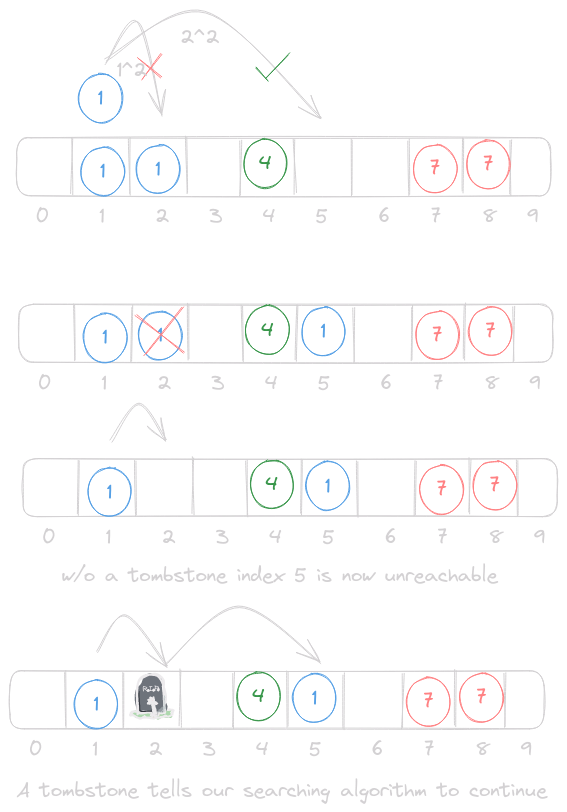 2^2
1^2
1
1 1 4 7 7
0 1 2 3 4 5 6 7 8 9
1 1 4 1 7 7
0 1 2 3 4 5 6 7 8 9
1 4 1 7 7
0 1 2 3 4 5 6 7 8 9
w/o a tombstone index 5 is now unreachable
1 4 1 7 7
0 1 2 3 4 5 6 7 8 9
A tombstone tells our searching algorithm to continue